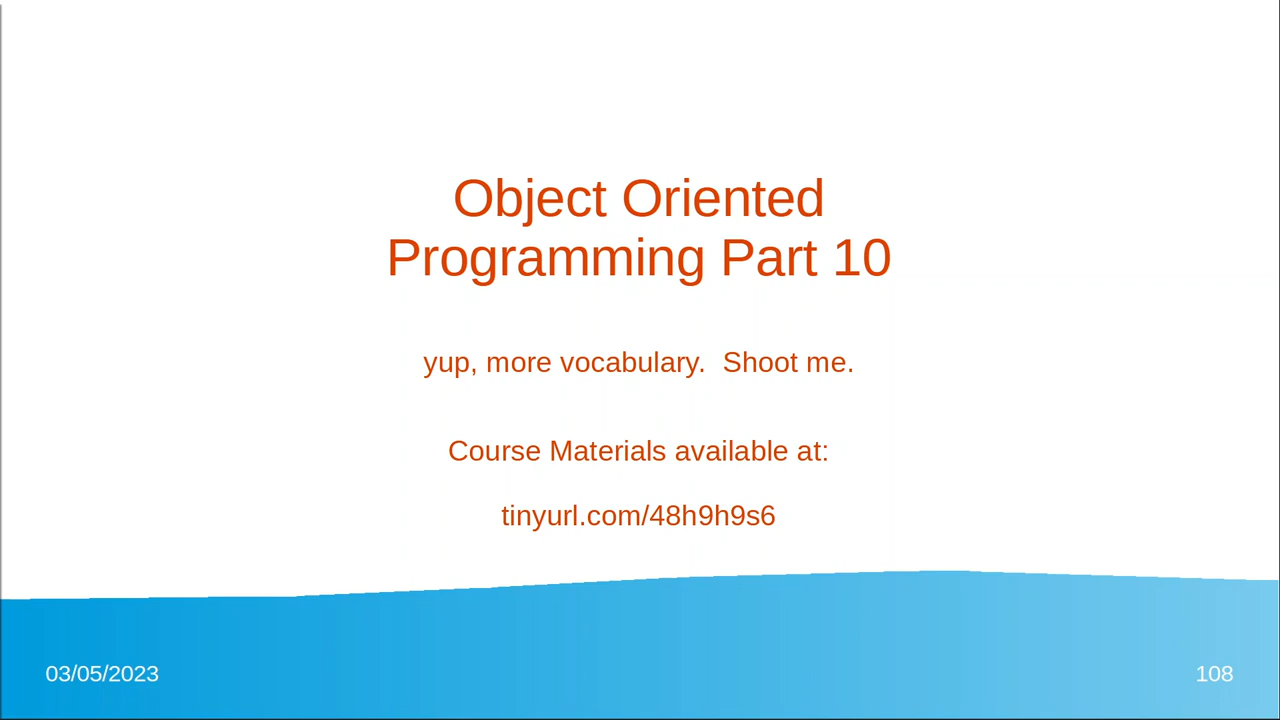 Object Oriented
Programming Part 10
yup, more vocabulary.  Shoot me.
Course Materials available at:
tinyurl.com/48h9h9s6
03/05/2023
108